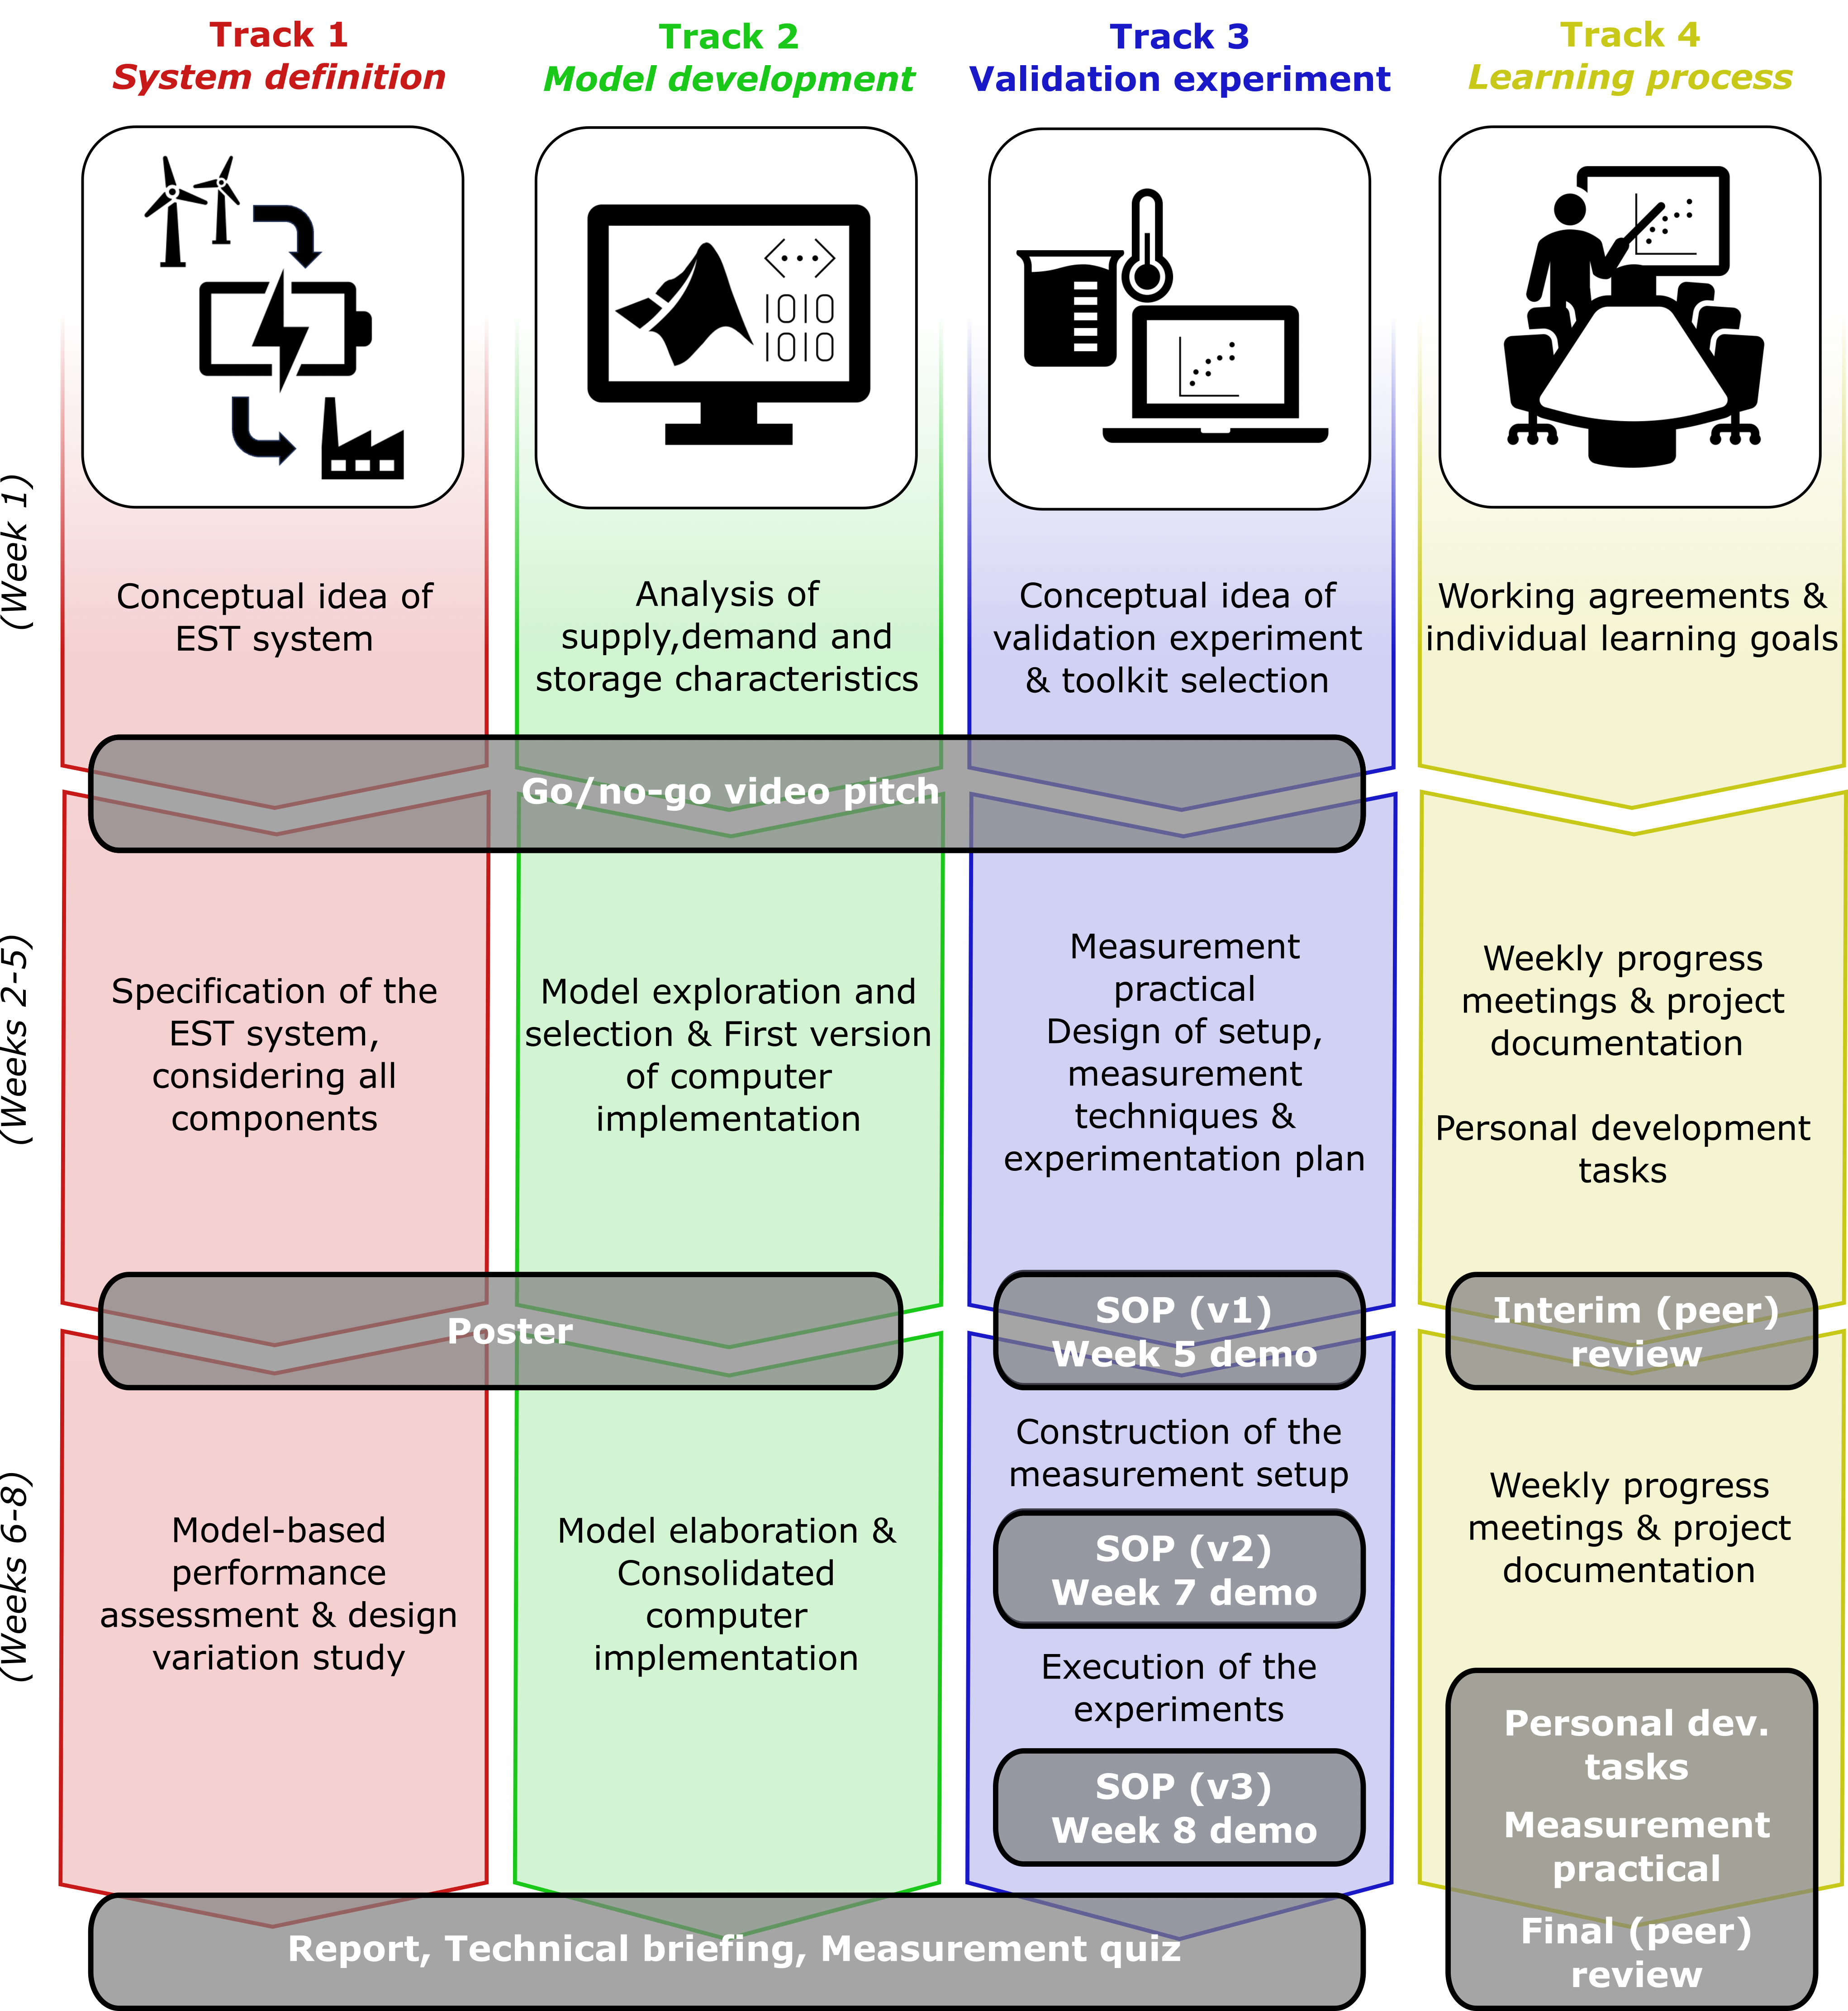 Track 1
System definition
Track 2
Model development
Track 3
Validation experiment
Track 4
Learning process
<···>
IOIO
IOIO
(Week 1)
Conceptual idea of
EST system
Analysis of
supply,demand and
storage characteristics
Conceptual idea of
validation experiment
& toolkit selection
Working agreements &
individual learning goals
Go/no-go video pitch
(Weeks 2-5)
Specification of the
EST system,
considering all
components
Model exploration and
selection & First version
of computer
implementation
Measurement
practical
Design of setup,
measurement
techniques &
experimentation plan
Weekly progress
meetings & project
documentation
Personal development
tasks
Poster
SOP (v1)
Week 5 demo
Interim (peer)
review
(Weeks 6-8)
Model-based
performance
assessment & design
variation study
Model elaboration &
Consolidated
computer
implementation
Construction of the
measurement setup
SOP (v2)
Week 7 demo
Execution of the
experiments
SOP (v3)
Week 8 demo
Weekly progress
meetings & project
documentation
Personal dev.
tasks
Measurement
practical
Final (peer)
review
Report, Technical briefing, Measurement quiz